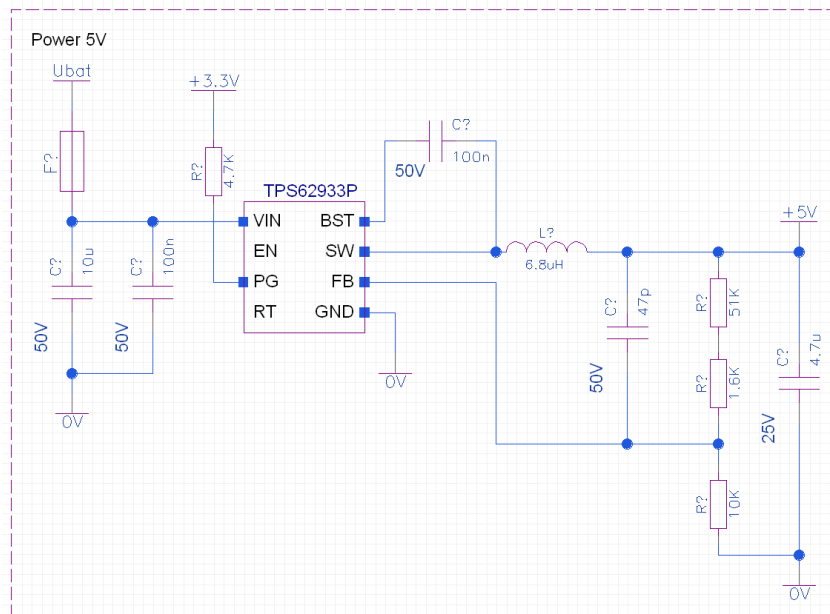 Power 5V
Ubat
+3.3V
F?
R?
4.7K
C?
100n
50V
TPS62933P
VIN
BST
EN
SW
PG
FB
RT
GND
C?
10u
50V
C?
100n
50V
0V
0V
L?
6.8uH
+5V
C?
47p
50V
R?
51K
R?
1.6K
C?
4.7u
25V
R?
10K
0V